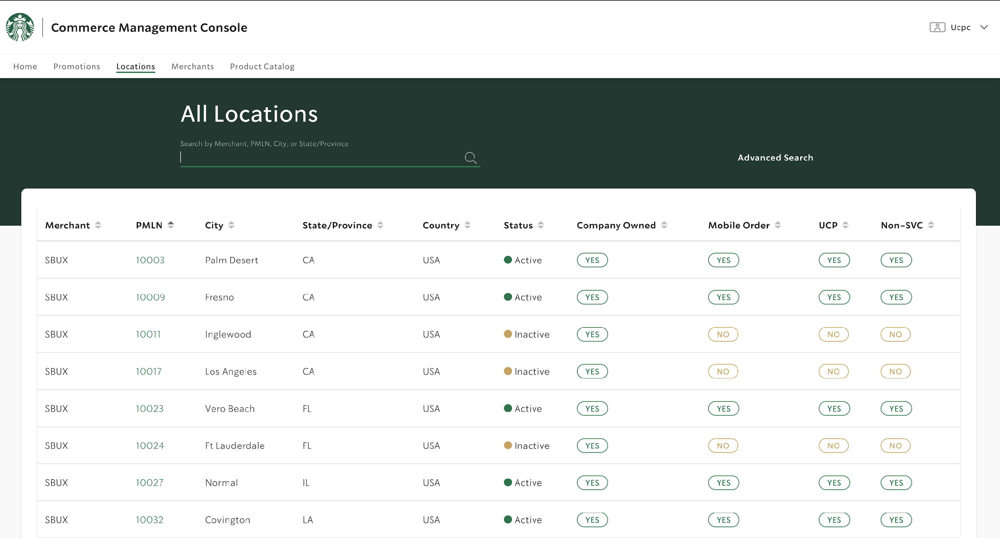 Commerce Management Console
Ucpc
Home Promotions Locations Merchants Product Catalog
All Locations
Search by Merchant, PMLN, City, or State/Province
Advanced Search
Merchant PMLN City State/Province Country Status Company Owned Mobile Order UCP Non-SVC
SBUX 10003 Palm Desert CA USA Active YES YES YES YES
SBUX 10009 Fresno CA USA Active YES YES YES YES
SBUX 10011 Inglewood CA USA Inactive YES NO NO NO
SBUX 10017 Los Angeles CA USA Inactive YES NO NO NO
SBUX 10023 Vero Beach FL USA Active YES YES YES YES
SBUX 10024 Ft Lauderdale FL USA Inactive YES NO NO NO
SBUX 10027 Normal IL USA Active YES YES YES YES
SBUX 10032 Covington LA USA Active YES YES YES YES